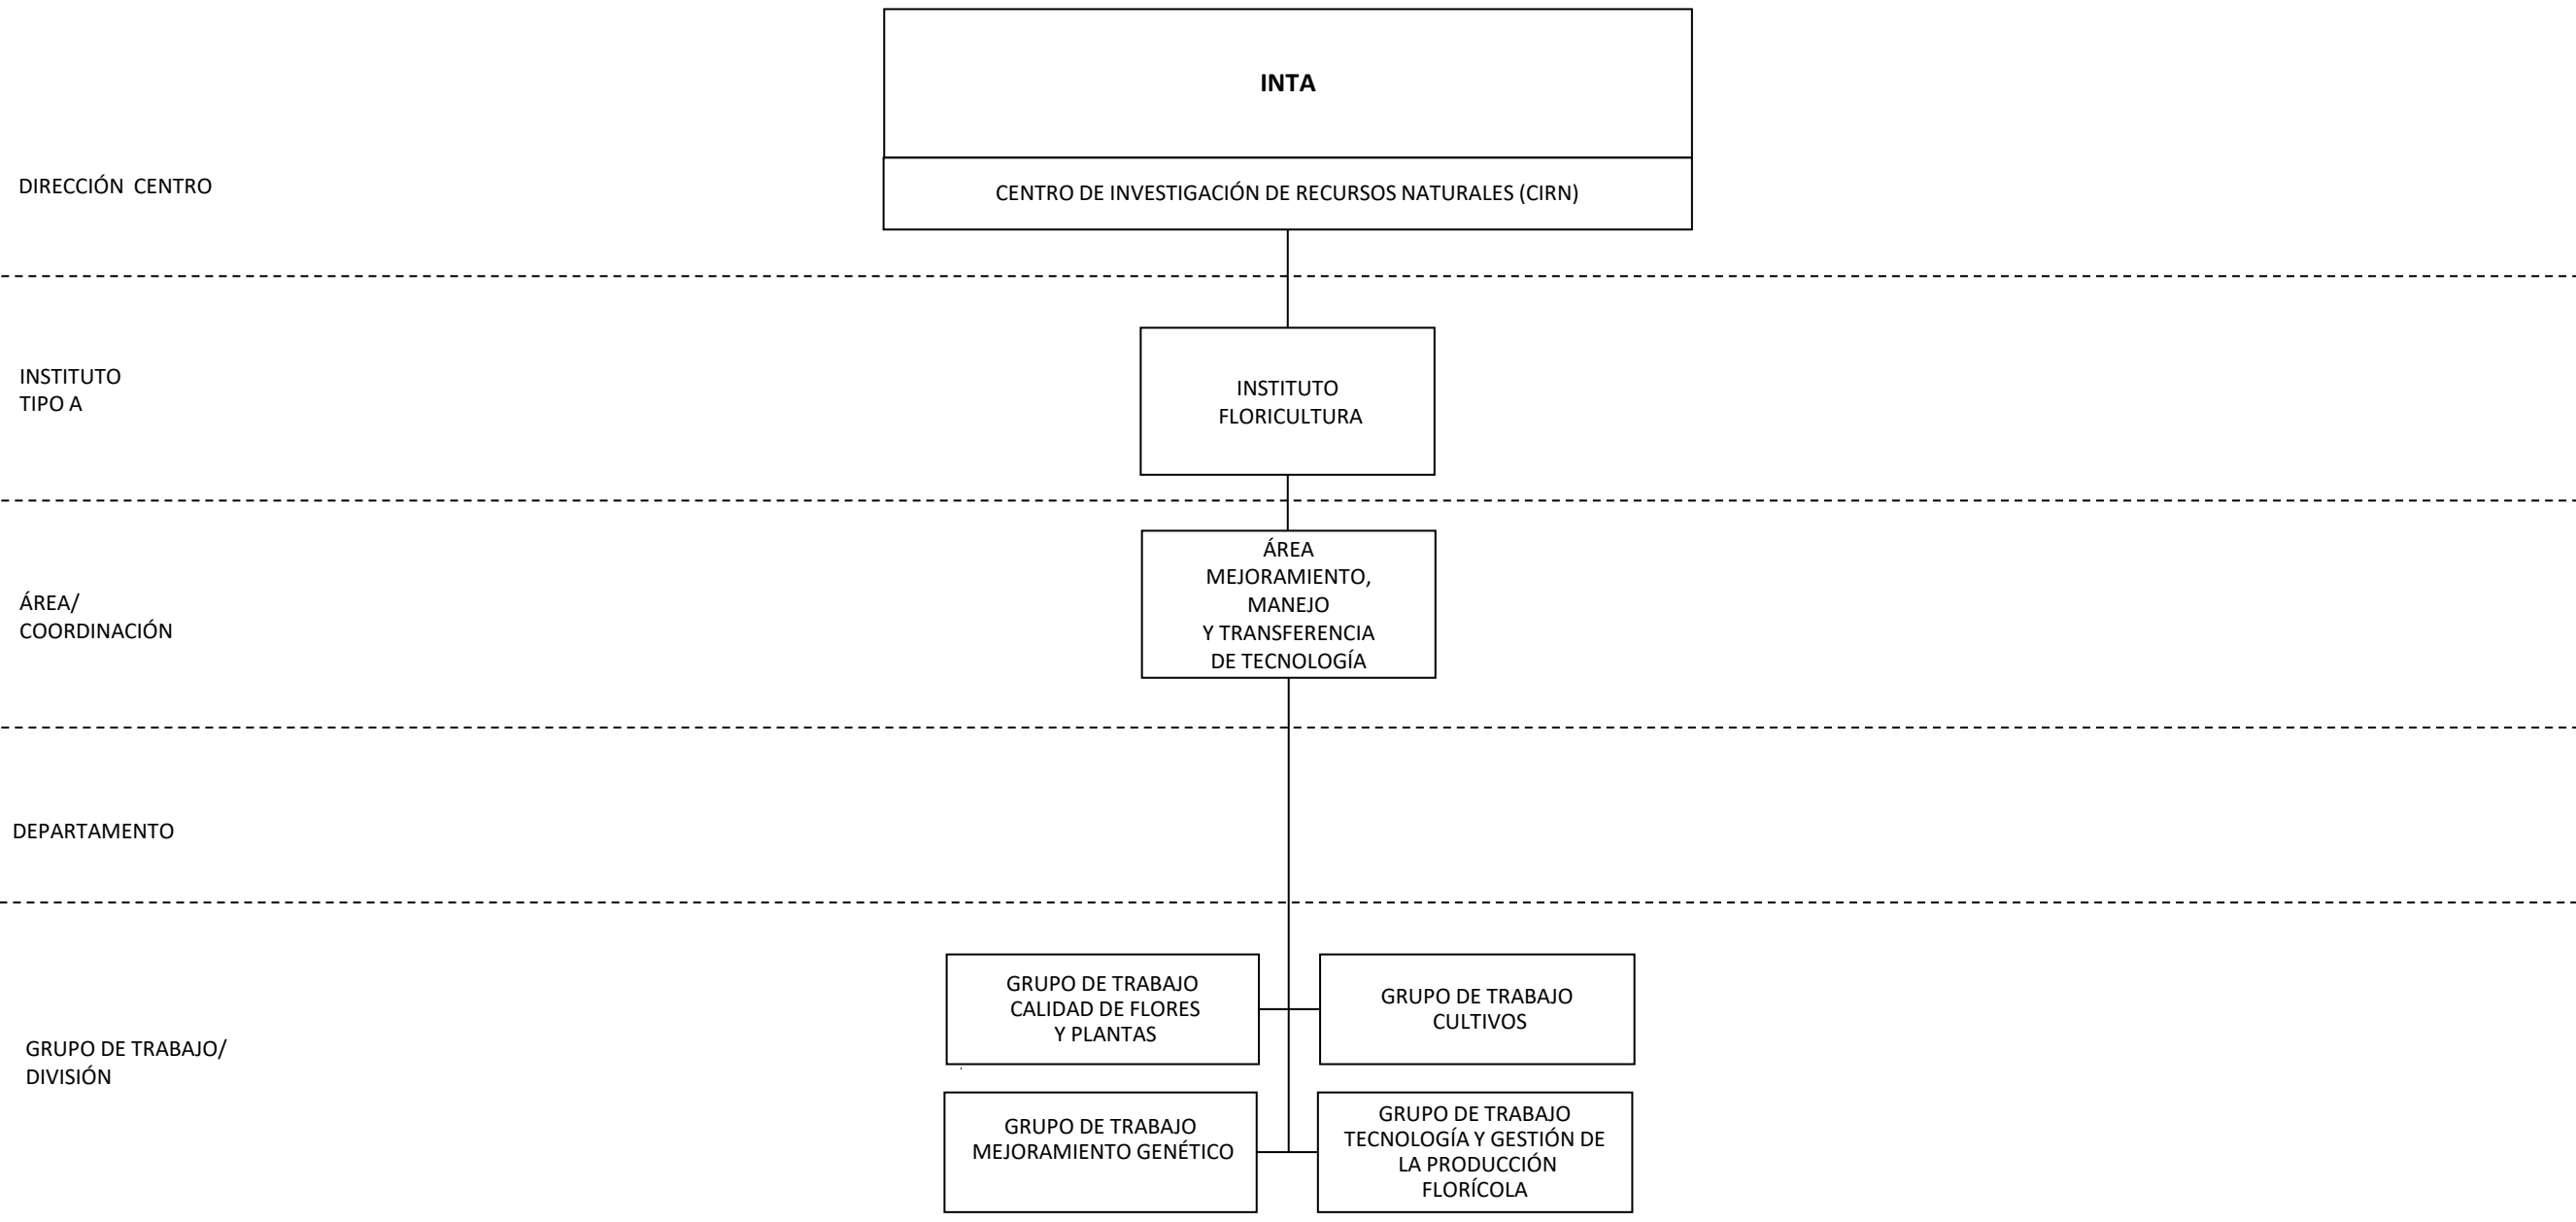 INTA
DIRECCIÓN CENTRO
CENTRO DE INVESTIGACIÓN DE RECURSOS NATURALES (CIRN)
INSTITUTO
TIPO A
INSTITUTO
FLORICULTURA
ÁREA/
COORDINACIÓN
ÁREA
MEJORAMIENTO,
MANEJO
Y TRANSFERENCIA
DE TECNOLOGÍA
DEPARTAMENTO
GRUPO DE TRABAJO/
DIVISIÓN
GRUPO DE TRABAJO
CALIDAD DE FLORES
Y PLANTAS
GRUPO DE TRABAJO
CULTIVOS
GRUPO DE TRABAJO
MEJORAMIENTO GENÉTICO
GRUPO DE TRABAJO
TECNOLOGÍA Y GESTIÓN DE
LA PRODUCCIÓN
FLORÍCOLA